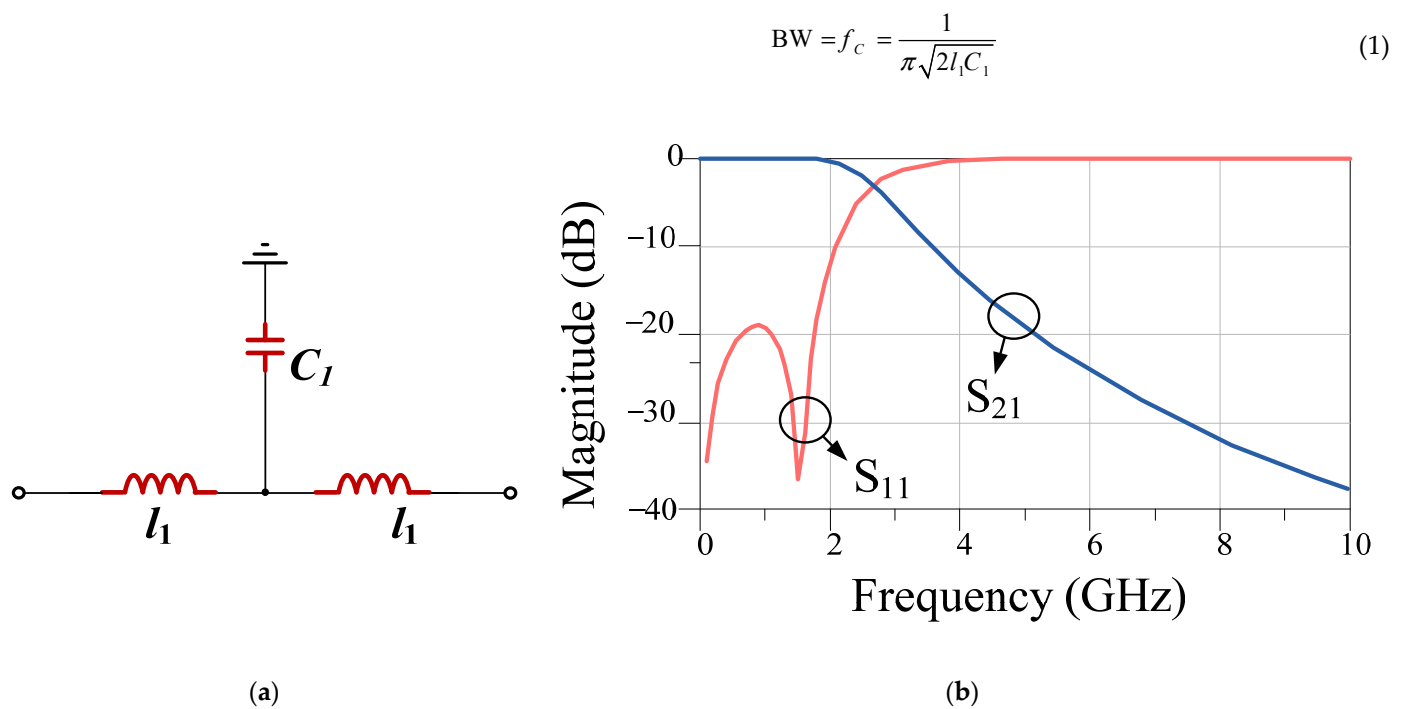 BW = f_C = 1 / (π√(2l₁C₁)) (1)
C₁
l₁ l₁
(a)
Magnitude (dB)
0
−10
−20
−30
−40
S₂₁
S₁₁
0 2 4 6 8 10
Frequency (GHz)
(b)